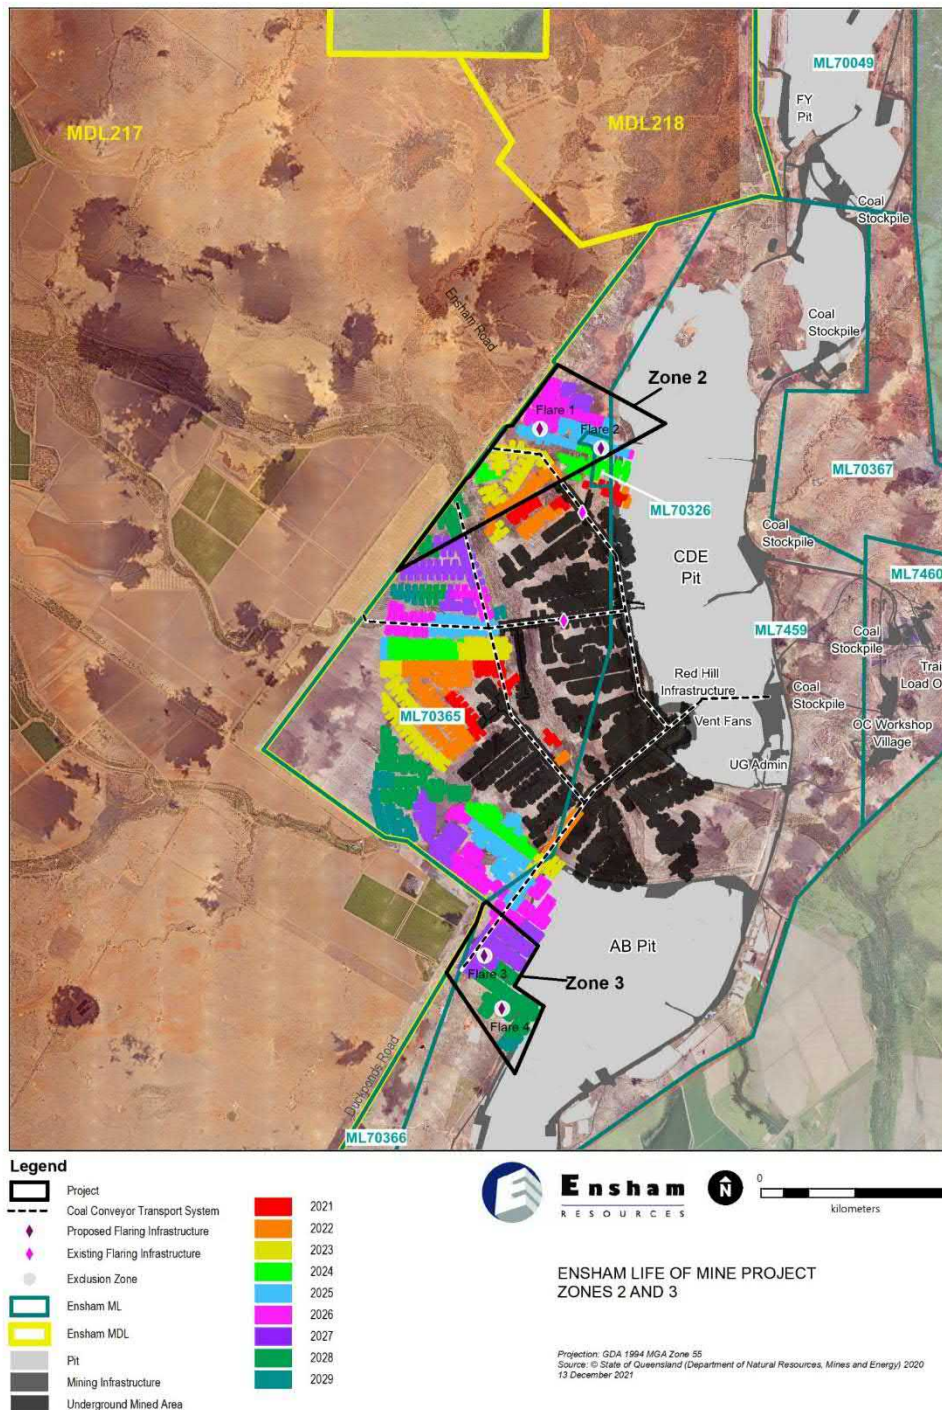 ML70049
MDL217
MDL218
FY
Pit
Coal
Stockpile
Ensham Road
Coal
Stockpile
Zone 2
Flare 1
Flare 2
ML70367
ML70326
CDE
Pit
Coal
Stockpile
ML7460
ML7459
Coal
Stockpile
Red Hill
Infrastructure
Coal
Stockpile
Vent Fans
ML70365
OC Workshop
Village
UG Admin
AB Pit
Flare 3
Zone 3
Flare 4
Duckponds Road
ML70366
Legend
Project
Coal Conveyor Transport System
Proposed Flaring Infrastructure
Existing Flaring Infrastructure
Exclusion Zone
Ensham ML
Ensham MDL
Pit
Mining Infrastructure
Underground Mined Area
2021
2022
2023
2024
2025
2026
2027
2028
2029
Ensham
RESOURCES
N
0
kilometers
ENSHAM LIFE OF MINE PROJECT
ZONES 2 AND 3
Projection: GDA 1994 MGA Zone 55
Source: © State of Queensland (Department of Natural Resources, Mines and Energy) 2020
13 December 2021